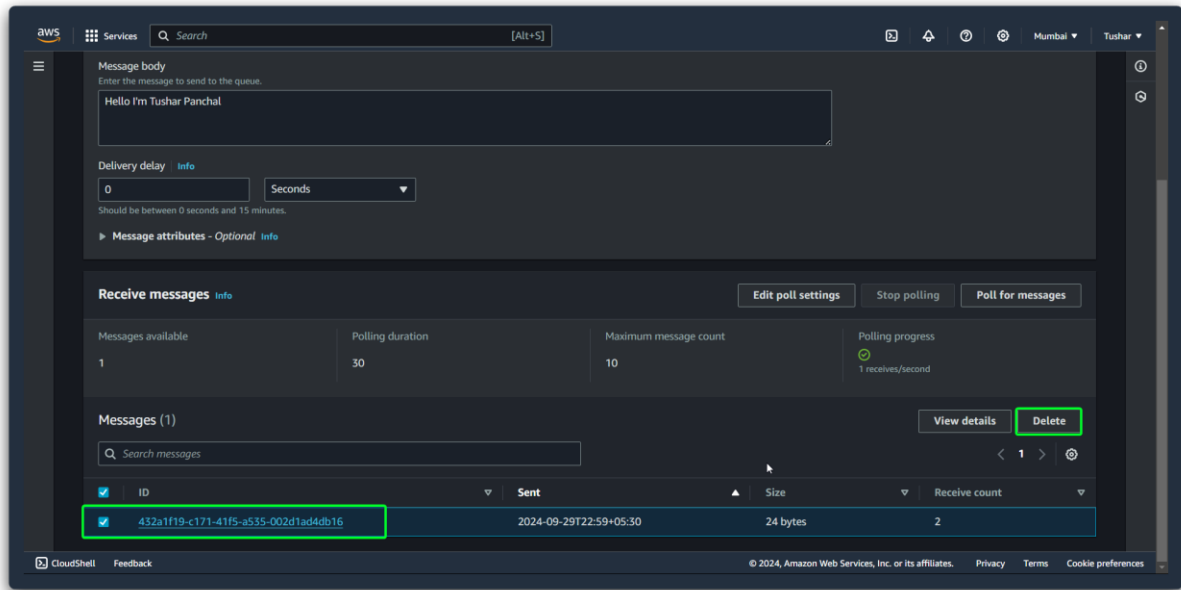 aws Services Search [Alt+S] Mumbai Tushar
Message body
Enter the message to send to the queue.
Hello I'm Tushar Panchal
Delivery delay Info
0 Seconds
Should be between 0 seconds and 15 minutes.
Message attributes - Optional Info
Receive messages Info Edit poll settings Stop polling Poll for messages
Messages available Polling duration Maximum message count Polling progress
1 30 10
1 receives/second
Messages (1) View details Delete
Search messages 1
ID Sent Size Receive count
432a1f19-c171-41f5-a535-002d1ad4db16 2024-09-29T22:59+05:30 24 bytes 2
CloudShell Feedback © 2024, Amazon Web Services, Inc. or its affiliates. Privacy Terms Cookie preferences